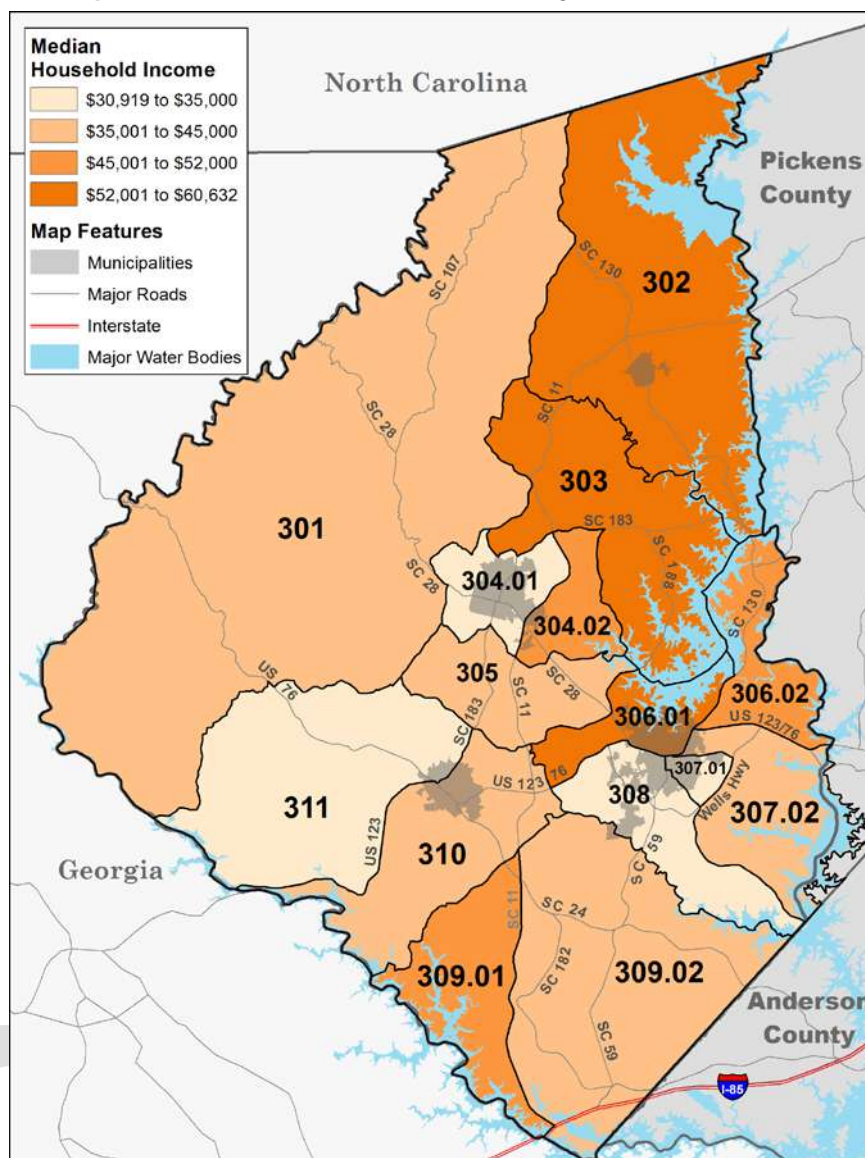 Median
Household Income
$30,919 to $35,000
$35,001 to $45,000
$45,001 to $52,000
$52,001 to $60,632
Map Features
Municipalities
Major Roads
Interstate
Major Water Bodies
North Carolina
Pickens
County
SC 107
SC 130
302
SC 11
SC 28
303
SC 183
301
SC 188
SC 28
304.01
SC 130
304.02
305
SC 28
US 76
SC 183
SC 11
306.01
306.02
US 123/76
US 123 76
307.01
308
Wells Hwy
307.02
311
US 123
310
SC 59
Georgia
SC 11
SC 24
309.01
SC 182
309.02
SC 59
Anderson
County
I-85